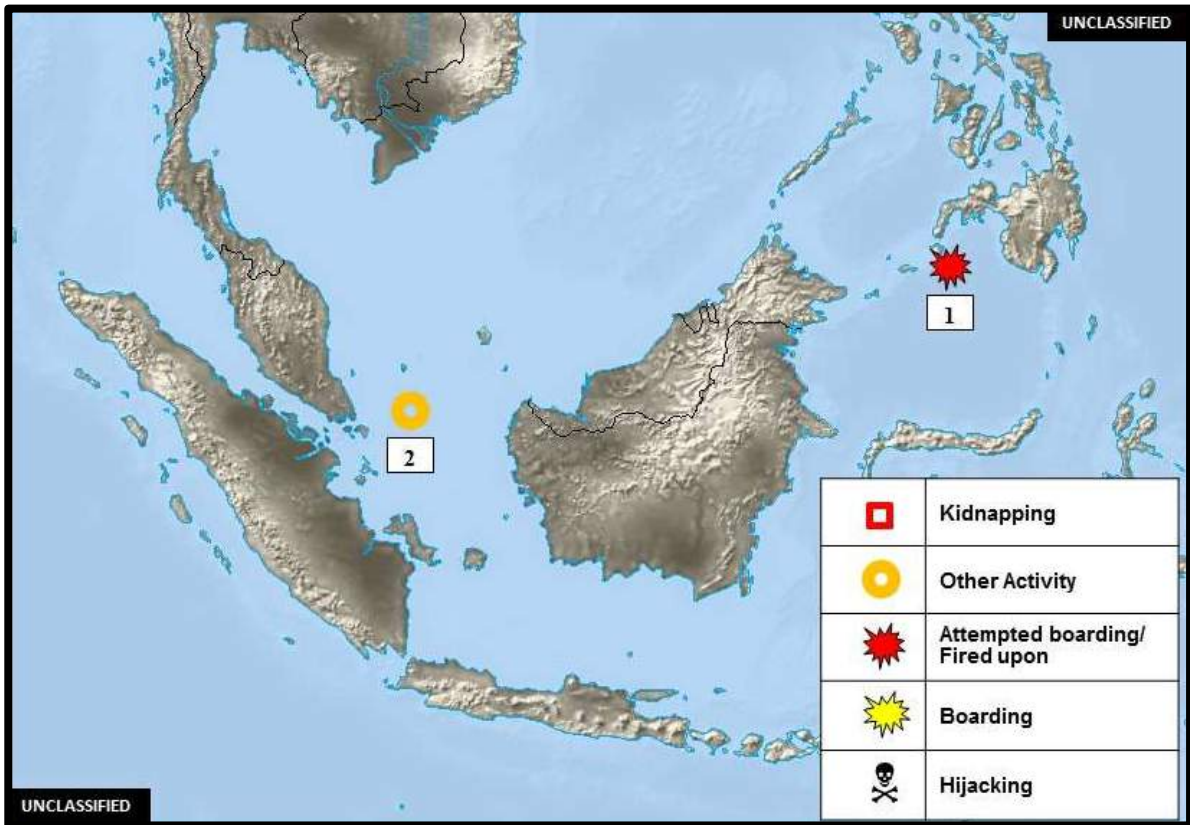 UNCLASSIFIED
1
2
Kidnapping
Other Activity
Attempted boarding/
Fired upon
Boarding
Hijacking
UNCLASSIFIED